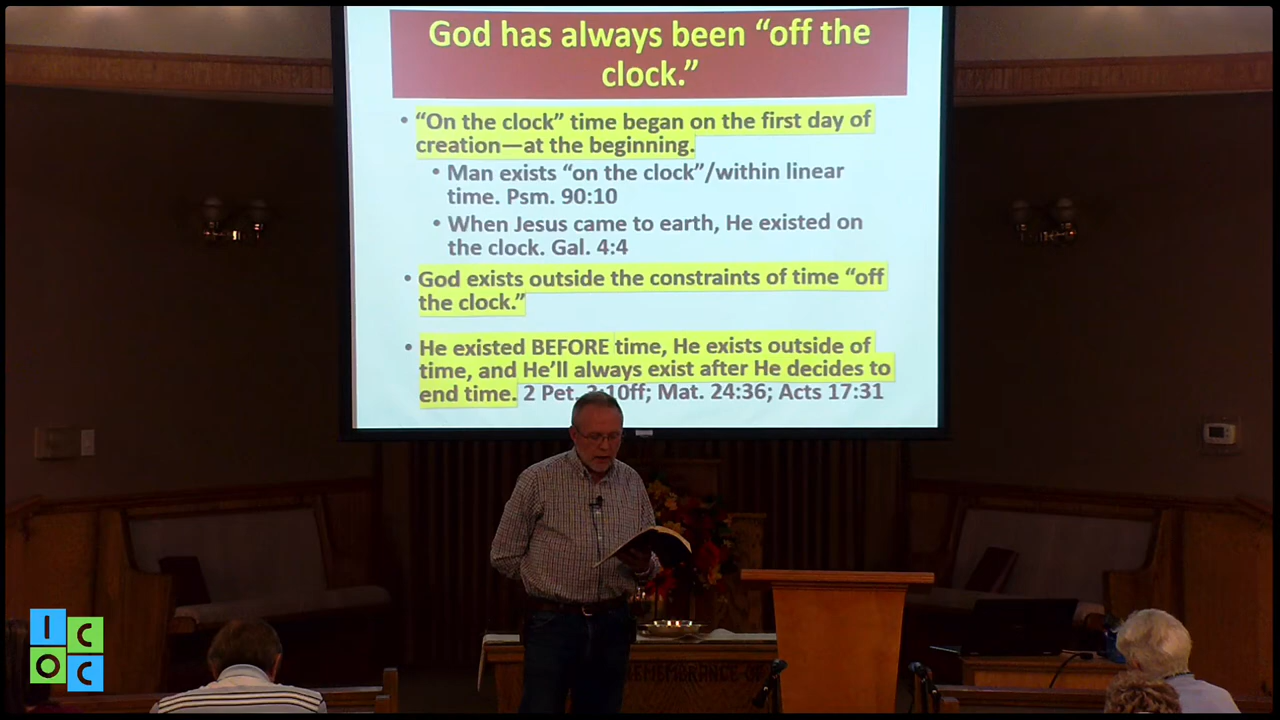 God has always been “off the
clock.”
• “On the clock” time began on the first day of
creation—at the beginning.
• Man exists “on the clock”/within linear
time. Psm. 90:10
• When Jesus came to earth, He existed on
the clock. Gal. 4:4
• God exists outside the constraints of time “off
the clock.”
• He existed BEFORE time, He exists outside of
time, and He’ll always exist after He decides to
end time. 2 Pet. 3:10ff; Mat. 24:36; Acts 17:31
REMEMBRANCE OF
I C
O C